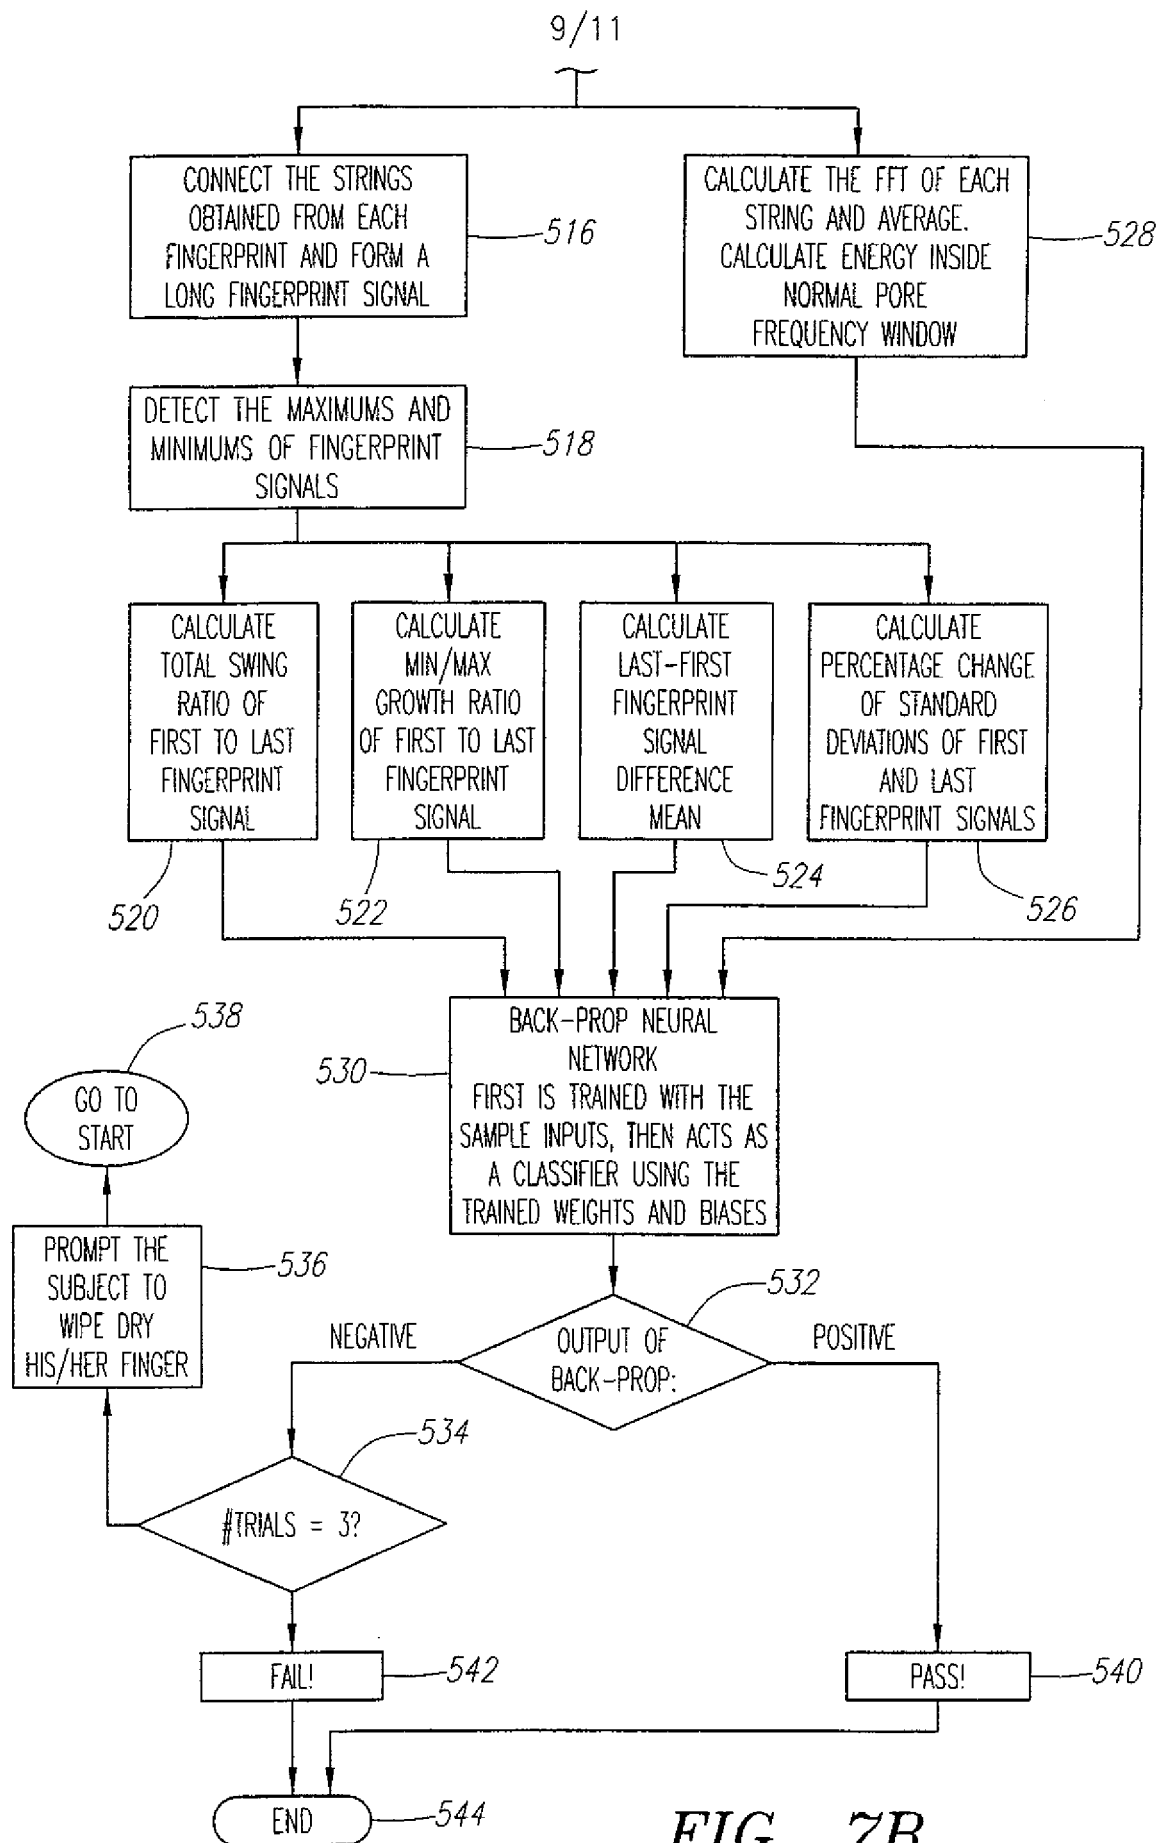 9/11
CONNECT THE STRINGS
OBTAINED FROM EACH
FINGERPRINT AND FORM A
LONG FINGERPRINT SIGNAL
516
CALCULATE THE FFT OF EACH
STRING AND AVERAGE.
CALCULATE ENERGY INSIDE
NORMAL PORE
FREQUENCY WINDOW
528
DETECT THE MAXIMUMS AND
MINIMUMS OF FINGERPRINT
SIGNALS
518
CALCULATE
TOTAL SWING
RATIO OF
FIRST TO LAST
FINGERPRINT
SIGNAL
520
CALCULATE
MIN/MAX
GROWTH RATIO
OF FIRST TO LAST
FINGERPRINT
SIGNAL
522
CALCULATE
LAST-FIRST
FINGERPRINT
SIGNAL
DIFFERENCE
MEAN
524
CALCULATE
PERCENTAGE CHANGE
OF STANDARD
DEVIATIONS OF FIRST
AND LAST
FINGERPRINT SIGNALS
526
BACK-PROP NEURAL
NETWORK
FIRST IS TRAINED WITH THE
SAMPLE INPUTS, THEN ACTS AS
A CLASSIFIER USING THE
TRAINED WEIGHTS AND BIASES
530
538
GO TO
START
PROMPT THE
SUBJECT TO
WIPE DRY
HIS/HER FINGER
536
532
OUTPUT OF
BACK-PROP:
NEGATIVE
POSITIVE
534
#TRIALS = 3?
FAIL!
542
PASS!
540
END
544
FIG. 7B